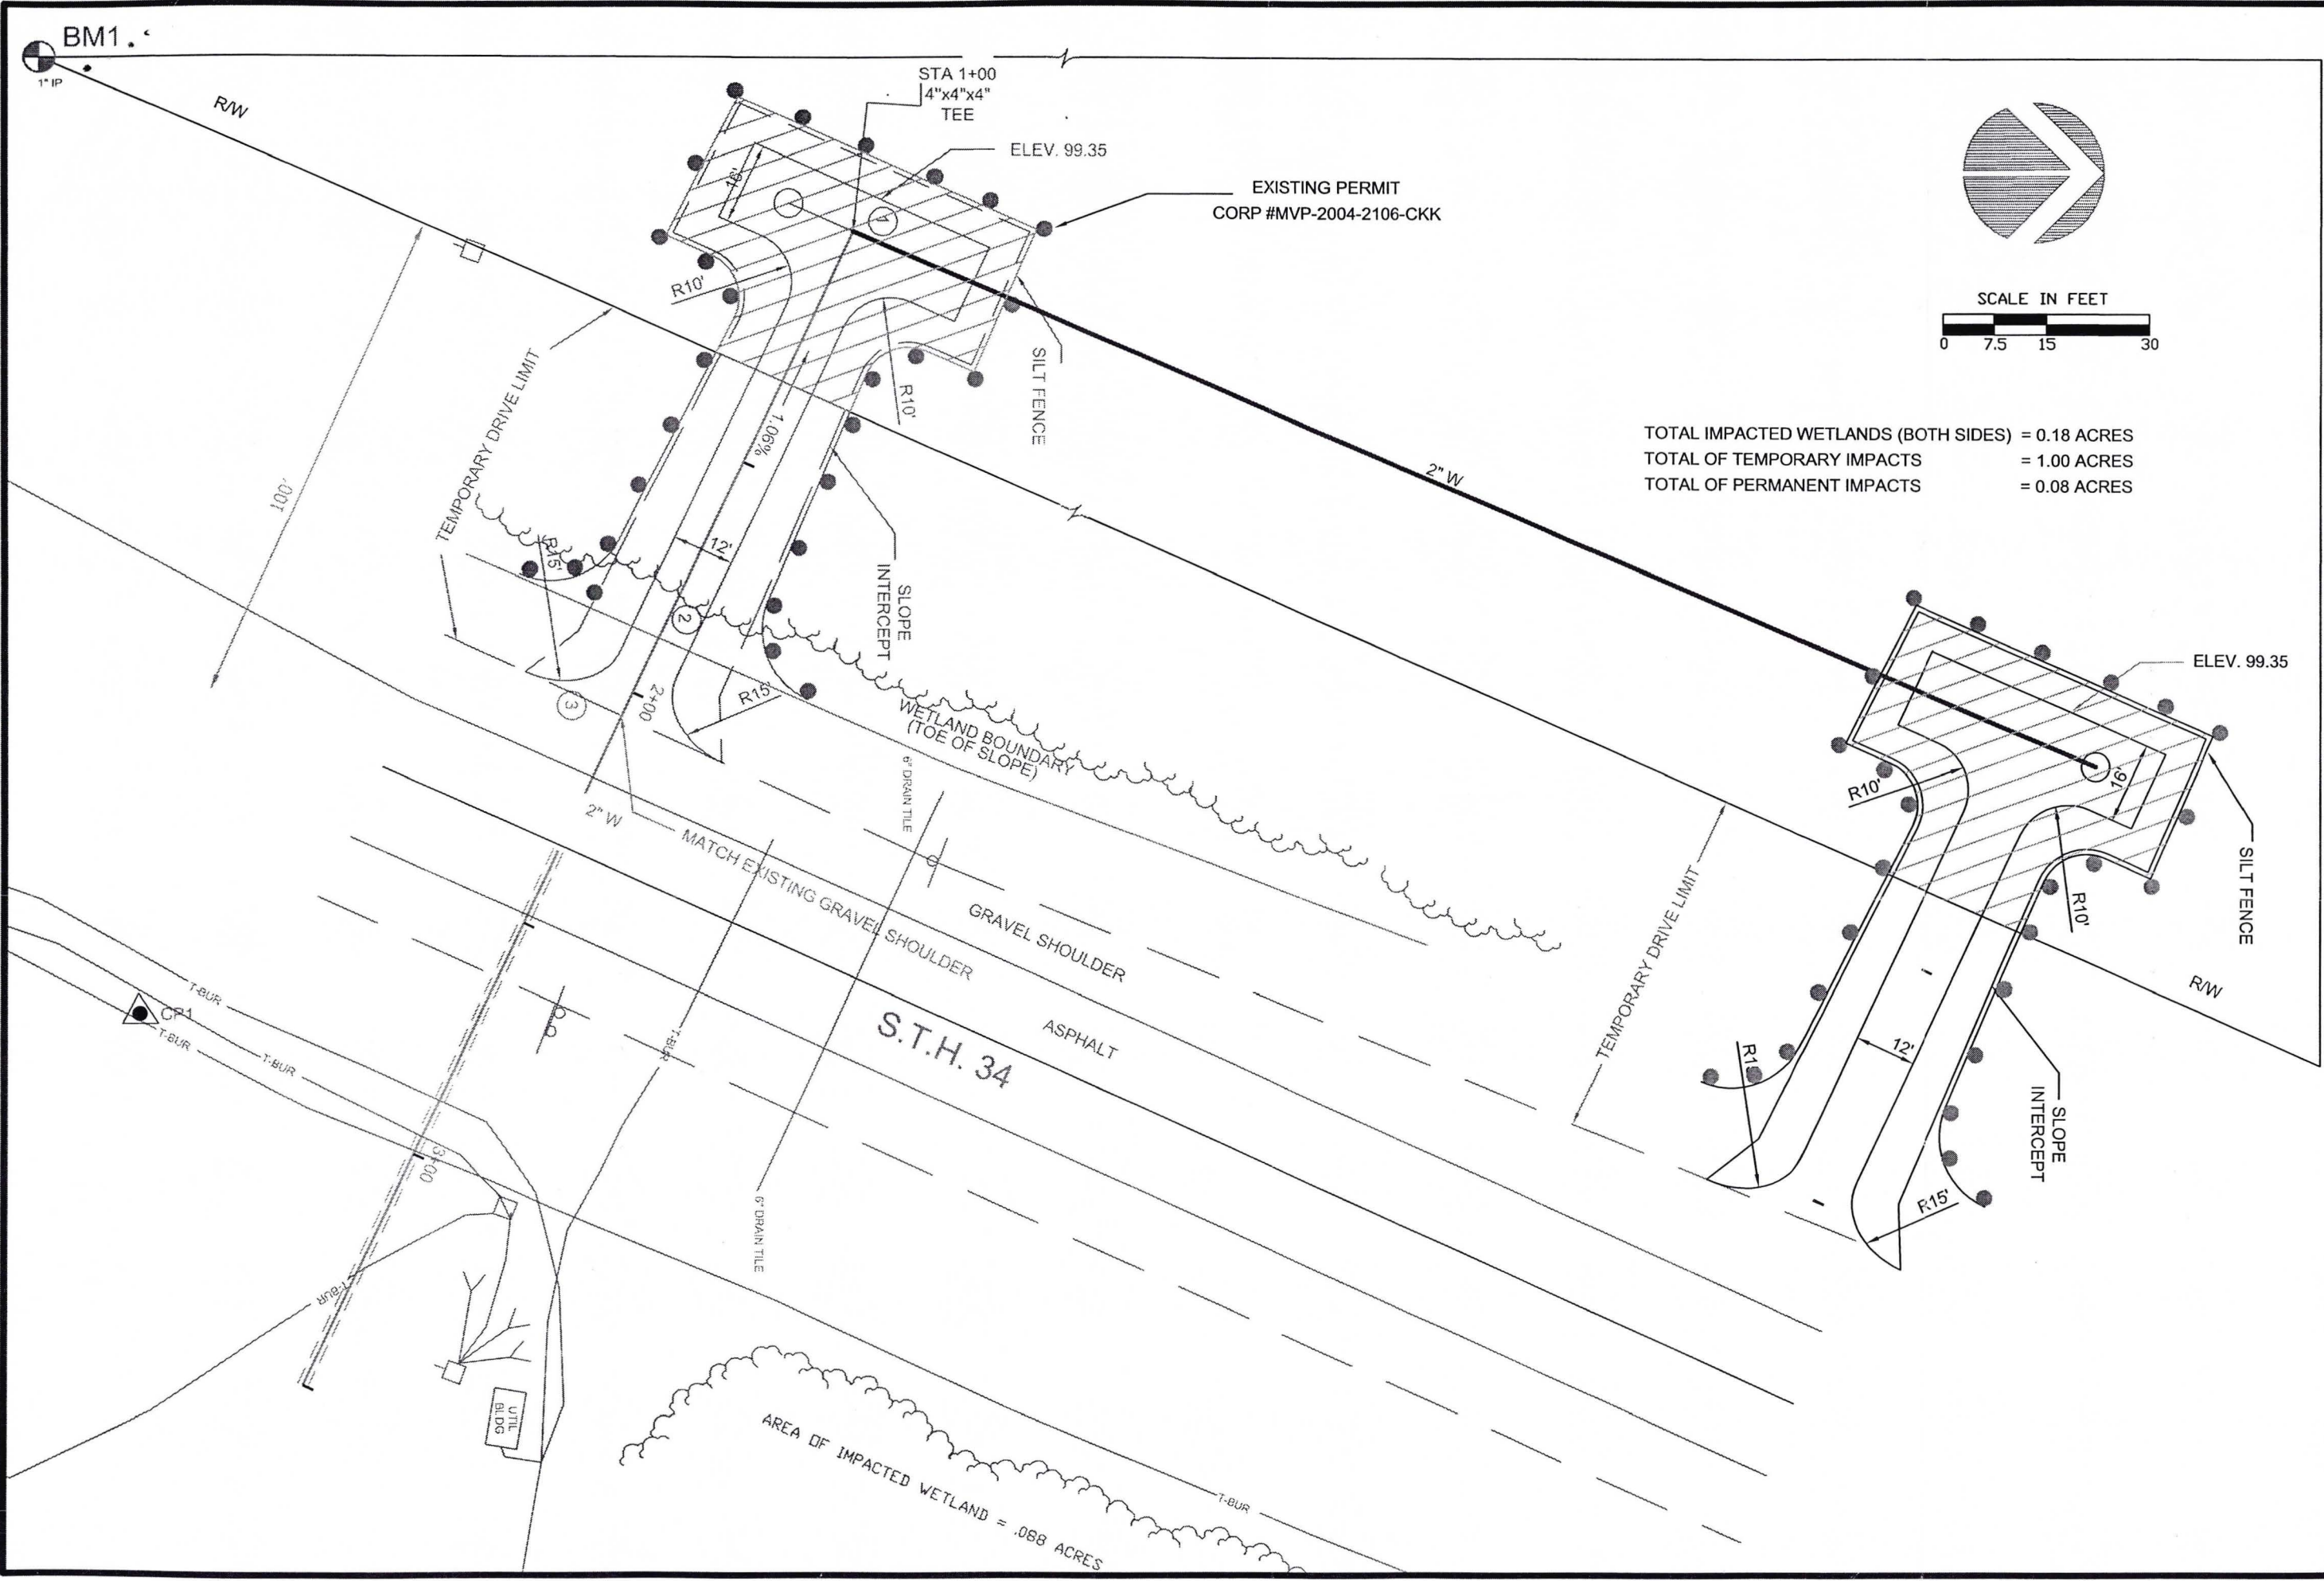 BM1.
1" IP
R/W
STA 1+00
4"x4"x4"
TEE
ELEV. 99.35
EXISTING PERMIT
CORP #MVP-2004-2106-CKK
16'
1
R10'
R10'
SILT FENCE
SCALE IN FEET
0 7.5 15 30
TOTAL IMPACTED WETLANDS (BOTH SIDES) = 0.18 ACRES
TOTAL OF TEMPORARY IMPACTS = 1.00 ACRES
TOTAL OF PERMANENT IMPACTS = 0.08 ACRES
100'
TEMPORARY DRIVE LIMIT
1.06%
2" W
R15'
12'
2
SLOPE
INTERCEPT
3
2+00
R15'
WETLAND BOUNDARY
(TOE OF SLOPE)
2" W
6" DRAIN TILE
MATCH EXISTING GRAVEL SHOULDER
GRAVEL SHOULDER
ASPHALT
S.T.H. 34
ELEV. 99.35
16'
R10'
R10'
SILT FENCE
TEMPORARY DRIVE LIMIT
R/W
12'
R15'
SLOPE
INTERCEPT
T-BUR
CP1
T-BUR
T-BUR
T-BUR
3+00
6" DRAIN TILE
T-BUR
UTIL
BLDG
AREA OF IMPACTED WETLAND = .088 ACRES
T-BUR